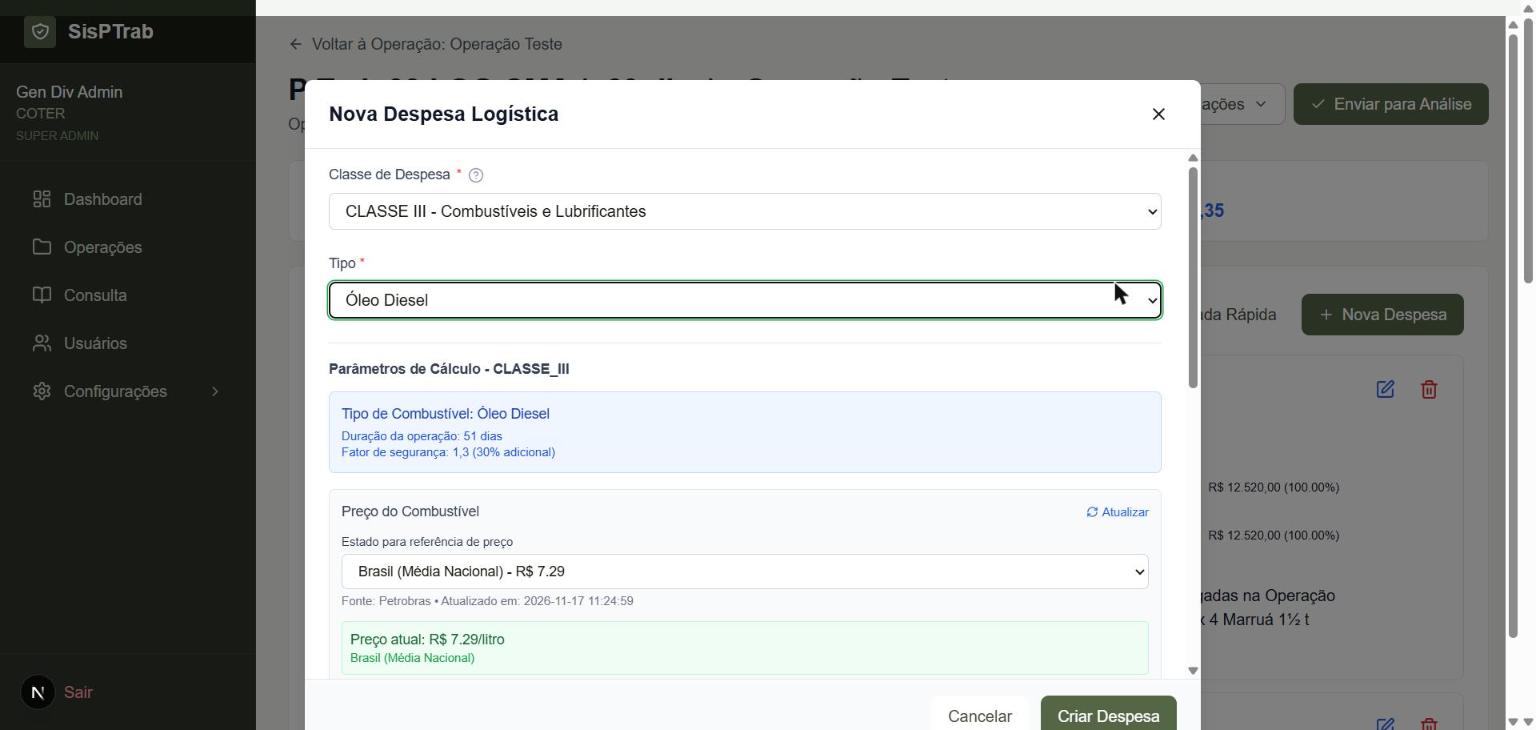 SisPTrab
Gen Div Admin
COTER
SUPER ADMIN
Dashboard
Operações
Consulta
Usuários
Configurações
N
Sair
Voltar à Operação: Operação Teste
Enviar para Análise
Nova Despesa Logística
Classe de Despesa * ?
CLASSE III - Combustíveis e Lubrificantes
Tipo *
Óleo Diesel
Parâmetros de Cálculo - CLASSE_III
Tipo de Combustível: Óleo Diesel
Duração da operação: 51 dias
Fator de segurança: 1,3 (30% adicional)
Preço do Combustível
Atualizar
Estado para referência de preço
Brasil (Média Nacional) - R$ 7.29
Fonte: Petrobras • Atualizado em: 2026-11-17 11:24:59
Preço atual: R$ 7.29/litro
Brasil (Média Nacional)
Cancelar
Criar Despesa
,35
da Rápida
+ Nova Despesa
R$ 12.520,00 (100.00%)
R$ 12.520,00 (100.00%)
gadas na Operação
x 4 Marruá 1½ t